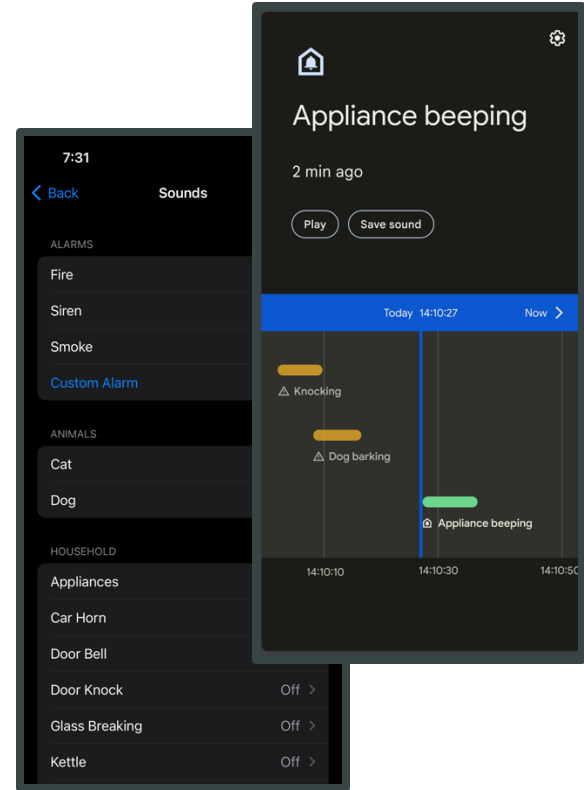 Appliance beeping
2 min ago
Play
Save sound
Today 14:10:27
Now
Knocking
Dog barking
Appliance beeping
14:10:10
14:10:30
14:10:50
7:31
Back
Sounds
ALARMS
Fire
Siren
Smoke
Custom Alarm
ANIMALS
Cat
Dog
HOUSEHOLD
Appliances
Car Horn
Door Bell
Door Knock Off
Glass Breaking Off
Kettle Off